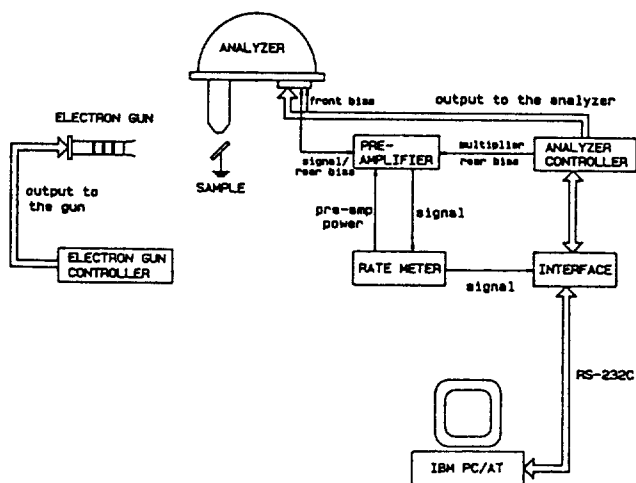 ANALYZER
front bias
output to the analyzer
ELECTRON GUN
PRE-
AMPLIFIER
multiplier
rear bias
ANALYZER
CONTROLLER
signal/
rear bias
SAMPLE
output to
the gun
pre-amp
power
signal
ELECTRON GUN
CONTROLLER
RATE METER
INTERFACE
signal
RS-232C
IBM PC/AT